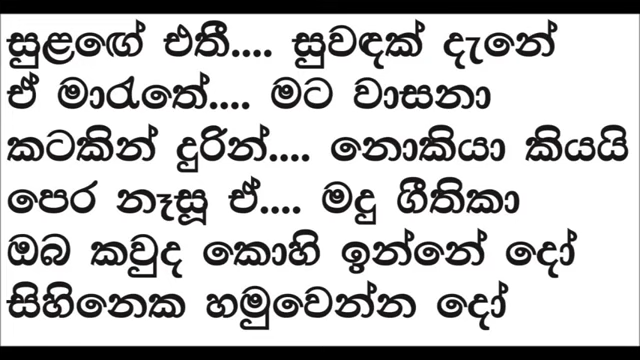 සුළඟේ එතී.... සුවඳක් දැනේ
ඒ මාරුතේ.... මට වාසනා
කටකින් දුරින්.... නොකියා කියයි
පෙර නෑසූ ඒ.... මදු ගීතිකා
ඔබ කවුද කොහි ඉන්නේ දෝ
සිහිනෙක හමුවෙන්න දෝ